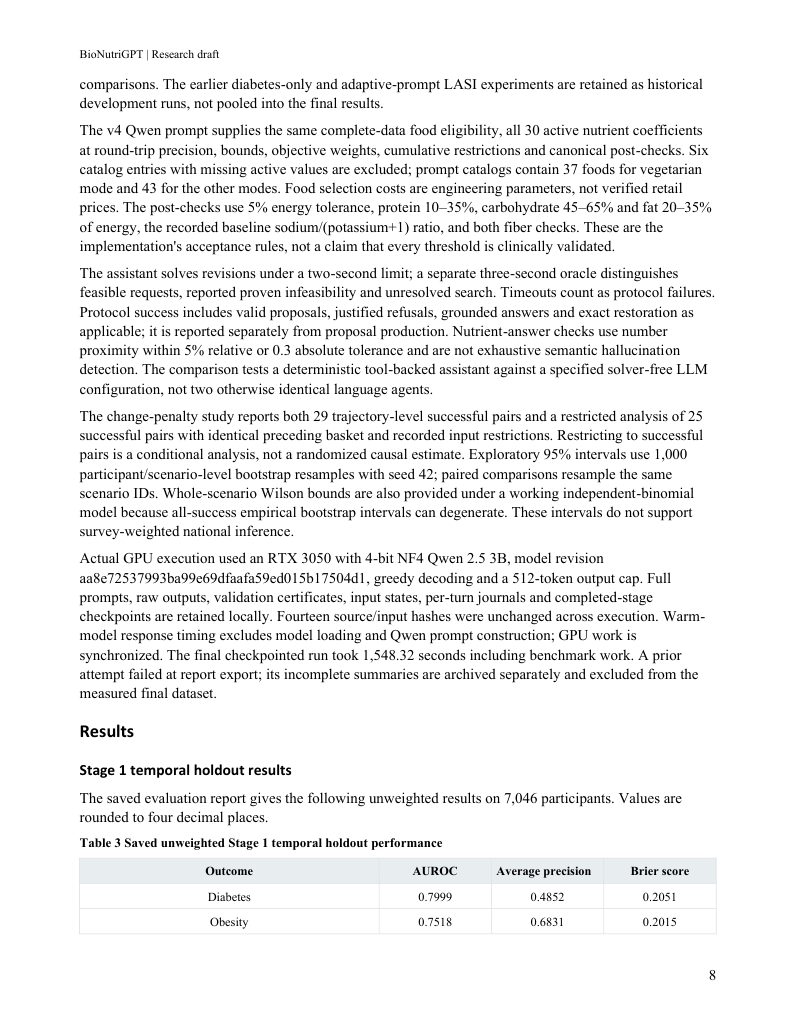 BioNutriGPT | Research draft
comparisons. The earlier diabetes-only and adaptive-prompt LASI experiments are retained as historical
development runs, not pooled into the final results.
The v4 Qwen prompt supplies the same complete-data food eligibility, all 30 active nutrient coefficients
at round-trip precision, bounds, objective weights, cumulative restrictions and canonical post-checks. Six
catalog entries with missing active values are excluded; prompt catalogs contain 37 foods for vegetarian
mode and 43 for the other modes. Food selection costs are engineering parameters, not verified retail
prices. The post-checks use 5% energy tolerance, protein 10–35%, carbohydrate 45–65% and fat 20–35%
of energy, the recorded baseline sodium/(potassium+1) ratio, and both fiber checks. These are the
implementation's acceptance rules, not a claim that every threshold is clinically validated.
The assistant solves revisions under a two-second limit; a separate three-second oracle distinguishes
feasible requests, reported proven infeasibility and unresolved search. Timeouts count as protocol failures.
Protocol success includes valid proposals, justified refusals, grounded answers and exact restoration as
applicable; it is reported separately from proposal production. Nutrient-answer checks use number
proximity within 5% relative or 0.3 absolute tolerance and are not exhaustive semantic hallucination
detection. The comparison tests a deterministic tool-backed assistant against a specified solver-free LLM
configuration, not two otherwise identical language agents.
The change-penalty study reports both 29 trajectory-level successful pairs and a restricted analysis of 25
successful pairs with identical preceding basket and recorded input restrictions. Restricting to successful
pairs is a conditional analysis, not a randomized causal estimate. Exploratory 95% intervals use 1,000
participant/scenario-level bootstrap resamples with seed 42; paired comparisons resample the same
scenario IDs. Whole-scenario Wilson bounds are also provided under a working independent-binomial
model because all-success empirical bootstrap intervals can degenerate. These intervals do not support
survey-weighted national inference.
Actual GPU execution used an RTX 3050 with 4-bit NF4 Qwen 2.5 3B, model revision
aa8e72537993ba99e69dfaafa59ed015b17504d1, greedy decoding and a 512-token output cap. Full
prompts, raw outputs, validation certificates, input states, per-turn journals and completed-stage
checkpoints are retained locally. Fourteen source/input hashes were unchanged across execution. Warm-
model response timing excludes model loading and Qwen prompt construction; GPU work is
synchronized. The final checkpointed run took 1,548.32 seconds including benchmark work. A prior
attempt failed at report export; its incomplete summaries are archived separately and excluded from the
measured final dataset.
Results
Stage 1 temporal holdout results
The saved evaluation report gives the following unweighted results on 7,046 participants. Values are
rounded to four decimal places.
Table 3 Saved unweighted Stage 1 temporal holdout performance
Outcome AUROC Average precision Brier score
Diabetes 0.7999 0.4852 0.2051
Obesity 0.7518 0.6831 0.2015
8